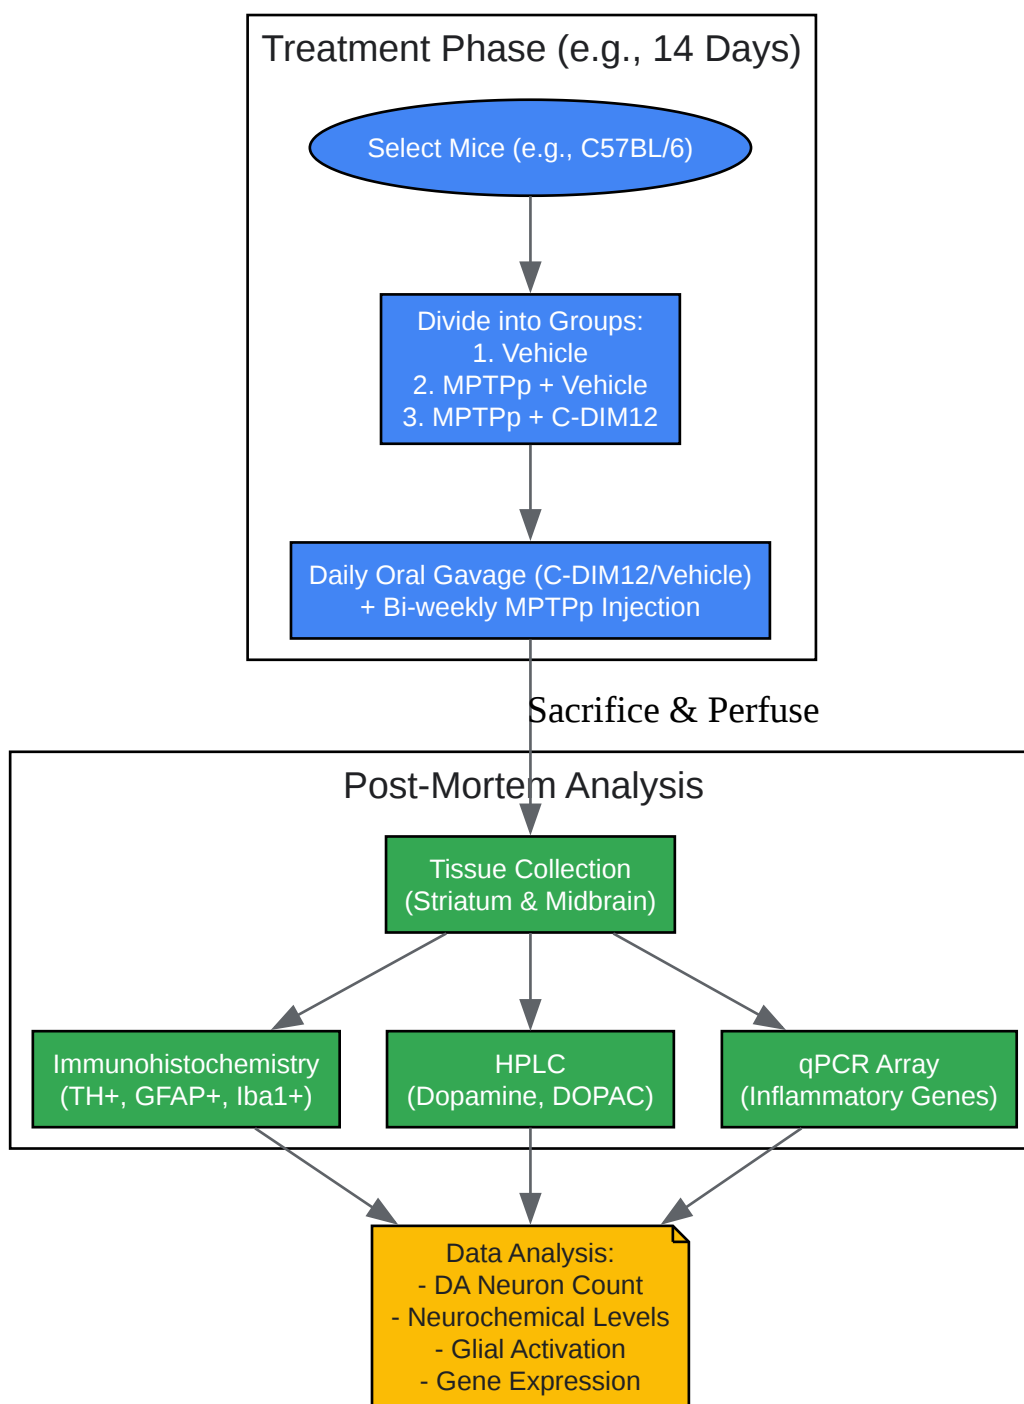 Treatment Phase (e.g., 14 Days)
Select Mice (e.g., C57BL/6)
Divide into Groups:
1. Vehicle
2. MPTPp + Vehicle
3. MPTPp + C-DIM12
Daily Oral Gavage (C-DIM12/Vehicle)
+ Bi-weekly MPTPp Injection
Sacrifice & Perfuse
Post-Mortem Analysis
Tissue Collection
(Striatum & Midbrain)
Immunohistochemistry
(TH+, GFAP+, Iba1+)
HPLC
(Dopamine, DOPAC)
qPCR Array
(Inflammatory Genes)
Data Analysis:
- DA Neuron Count
- Neurochemical Levels
- Glial Activation
- Gene Expression